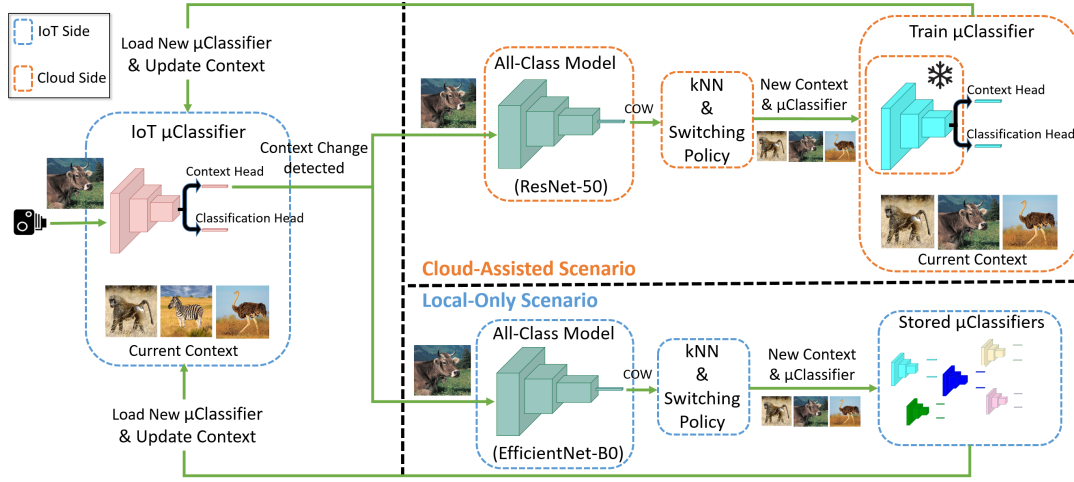 IoT Side
Cloud Side
Load New µClassifier
& Update Context
IoT µClassifier
Context Head
Classification Head
Current Context
Context Change
detected
Load New µClassifier
& Update Context
All-Class Model
(ResNet-50)
COW
kNN
&
Switching
Policy
New Context
& µClassifier
Train µClassifier
Context Head
Classification Head
Current Context
Cloud-Assisted Scenario
Local-Only Scenario
All-Class Model
(EfficientNet-B0)
COW
kNN
&
Switching
Policy
New Context
& µClassifier
Stored µClassifiers